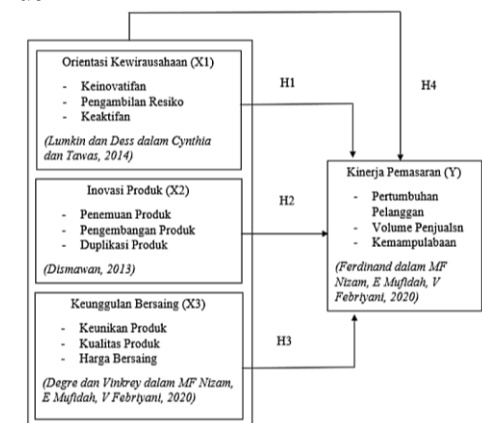 Orientasi Kewirausahaan (X1)
- Keinovatifan
- Pengambilan Resiko
- Keaktifan
(Lumkin dan Dess dalam Cynthia
dan Tawas, 2014)
H1
H4
Inovasi Produk (X2)
- Penemuan Produk
- Pengembangan Produk
- Duplikasi Produk
(Dismawan, 2013)
H2
Kinerja Pemasaran (Y)
- Pertumbuhan
Pelanggan
- Volume Penjualsn
- Kemampulabaan
(Ferdinand dalam MF
Nizam, E Mufidah, V
Febriyani, 2020)
Keunggulan Bersaing (X3)
- Keunikan Produk
- Kualitas Produk
- Harga Bersaing
(Degre dan Vinkrey dalam MF Nizam,
E Mufidah, V Febriyani, 2020)
H3